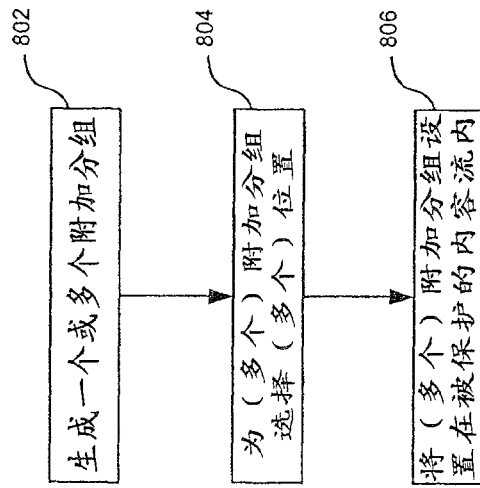 802
生成一个或多个附加分组
804
为(多个)附加分组
选择(多个)位置
806
将(多个)附加分组设
置在被保护的内容流内